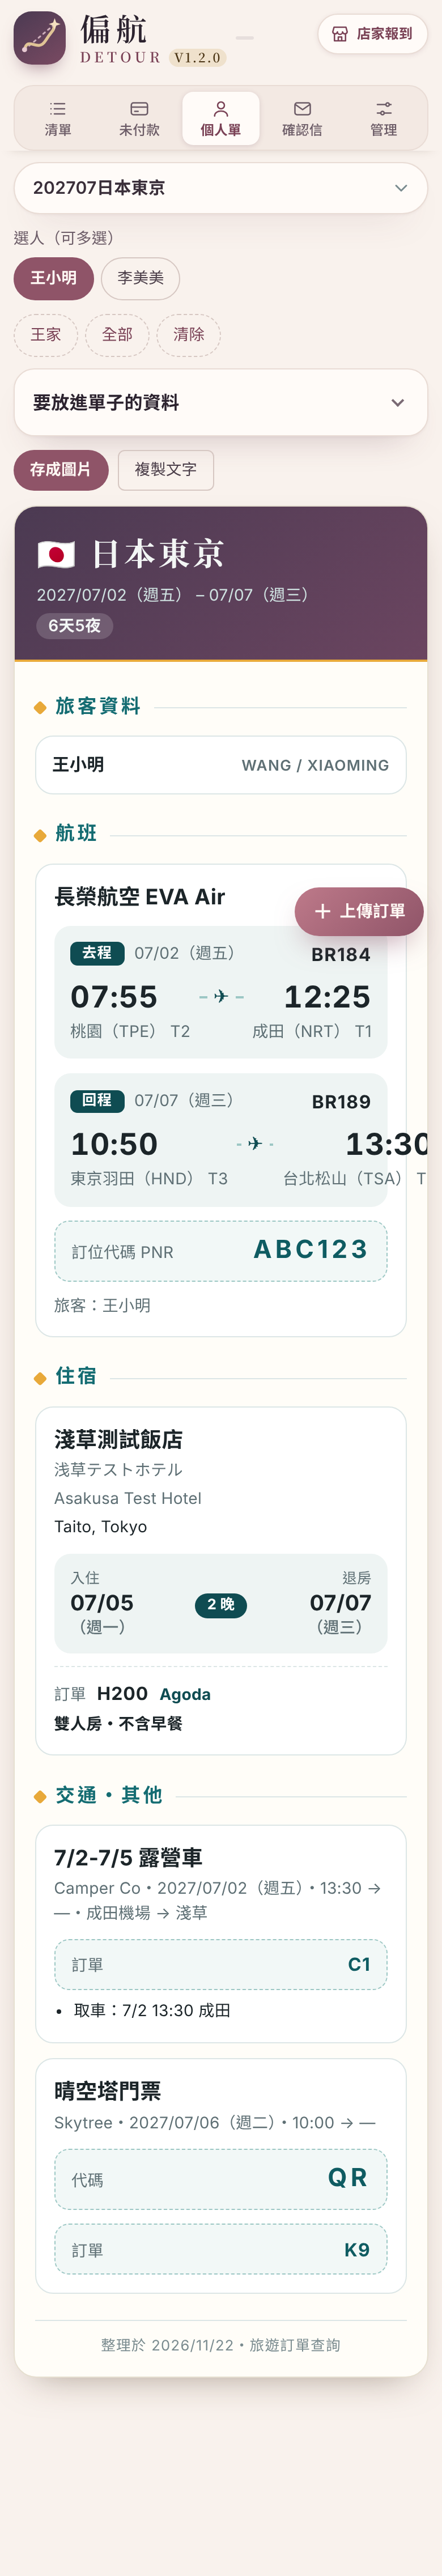 偏航
DETOUR V1.2.0
店家報到
清單 未付款 個人單 確認信 管理
202707日本東京
選人（可多選）
王小明 李美美
王家 全部 清除
要放進單子的資料
存成圖片 複製文字
🇯🇵 日本東京
2027/07/02（週五） – 07/07（週三）
6天5夜
旅客資料
王小明 WANG / XIAOMING
航班
長榮航空 EVA Air
＋ 上傳訂單
去程 07/02（週五） BR184
07:55 ✈ 12:25
桃園（TPE） T2 成田（NRT） T1
回程 07/07（週三） BR189
10:50 ✈ 13:30
東京羽田（HND） T3 台北松山（TSA） T
訂位代碼 PNR ABC123
旅客：王小明
住宿
淺草測試飯店
浅草テストホテル
Asakusa Test Hotel
Taito, Tokyo
入住 退房
07/05 2 晚 07/07
（週一） （週三）
訂單 H200 Agoda
雙人房・不含早餐
交通・其他
7/2-7/5 露營車
Camper Co・2027/07/02（週五）・13:30 →
—・成田機場 → 淺草
訂單 C1
• 取車：7/2 13:30 成田
晴空塔門票
Skytree・2027/07/06（週二）・10:00 → —
代碼 QR
訂單 K9
整理於 2026/11/22・旅遊訂單查詢